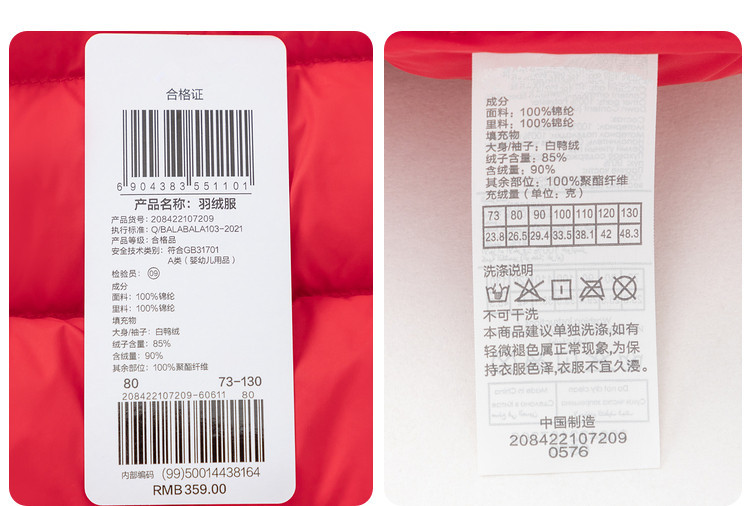 合格证
6 904383 551101
产品名称：羽绒服
产品货号：208422107209
执行标准：Q/BALABALA103-2021
产品等级：合格品
安全技术类别：符合GB31701
A类（婴幼儿用品）
检验员：09
成分
面料：100%锦纶
里料：100%锦纶
填充物
大身/袖子：白鸭绒
绒子含量：85%
含绒量：90%
其余部位：100%聚酯纤维
80 73-130
208422107209-60611 80
内部编码 (99)50014438164
RMB359.00
成分
面料：100%锦纶
里料：100%锦纶
填充物
大身/袖子：白鸭绒
绒子含量：85%
含绒量：90%
其余部位：100%聚酯纤维
充绒量（单位：克）
73 80 90 100 110 120 130
23.8 26.5 29.4 33.5 38.1 42 48.3
洗涤说明
不可干洗
本商品建议单独洗涤,如有
轻微褪色属正常现象,为保
持衣服色泽,衣服不宜久浸。
中国制造
208422107209
0576